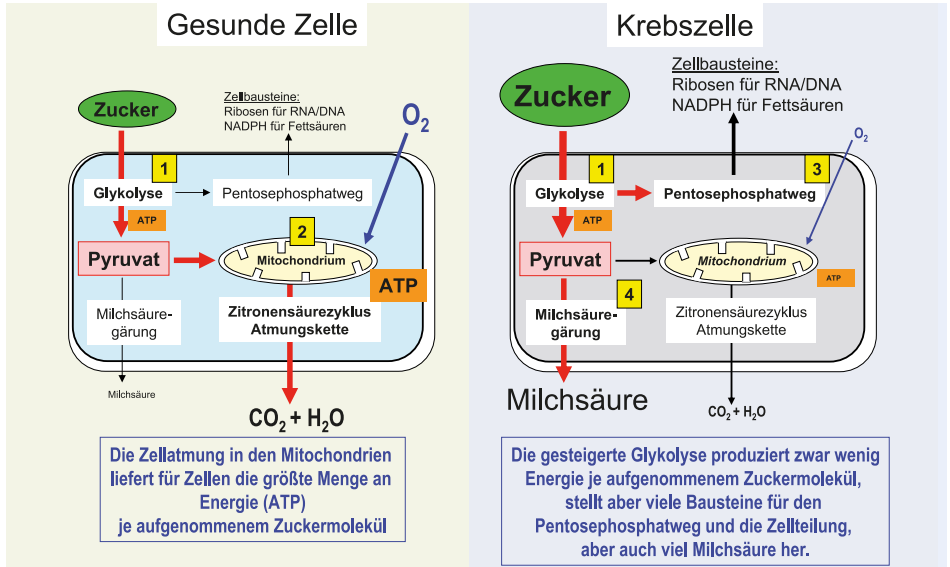 Gesunde Zelle
Zucker
Zellbausteine:
Ribosen für RNA/DNA
NADPH für Fettsäuren
O₂
1
Glykolyse
Pentosephosphatweg
ATP
2
Pyruvat
Mitochondrium
ATP
Milchsäure-
gärung
Zitronensäurezyklus
Atmungskette
Milchsäure
CO₂ + H₂O
Die Zellatmung in den Mitochondrien
liefert für Zellen die größte Menge an
Energie (ATP)
je aufgenommenem Zuckermolekül
Krebszelle
Zucker
Zellbausteine:
Ribosen für RNA/DNA
NADPH für Fettsäuren
O₂
1
3
Glykolyse
Pentosephosphatweg
ATP
Pyruvat
Mitochondrium
ATP
4
Milchsäure-
gärung
Zitronensäurezyklus
Atmungskette
Milchsäure
CO₂ + H₂O
Die gesteigerte Glykolyse produziert zwar wenig
Energie je aufgenommenem Zuckermolekül,
stellt aber viele Bausteine für den
Pentosephosphatweg und die Zellteilung,
aber auch viel Milchsäure her.